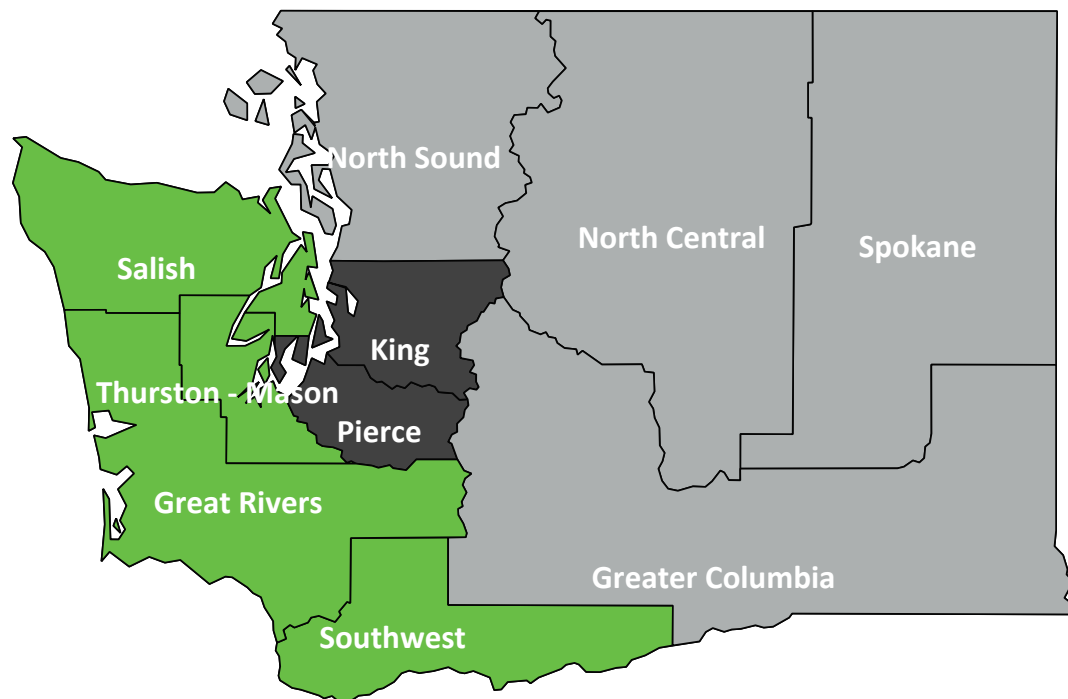 North Sound
North Central
Spokane
Salish
King
Thurston - Mason
Pierce
Great Rivers
Greater Columbia
Southwest